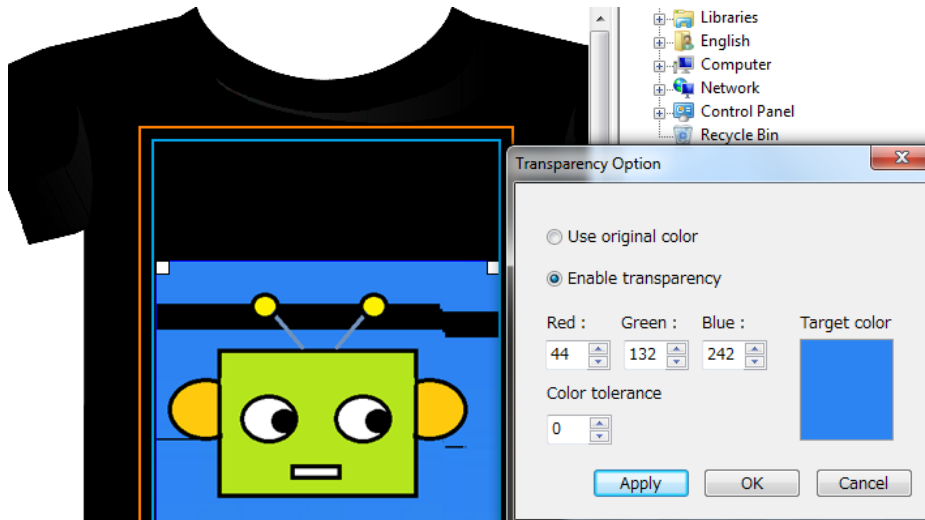 Libraries
English
Computer
Network
Control Panel
Recycle Bin
Transparency Option
Use original color
Enable transparency
Red : Green : Blue : Target color
44 132 242
Color tolerance
0
Apply OK Cancel